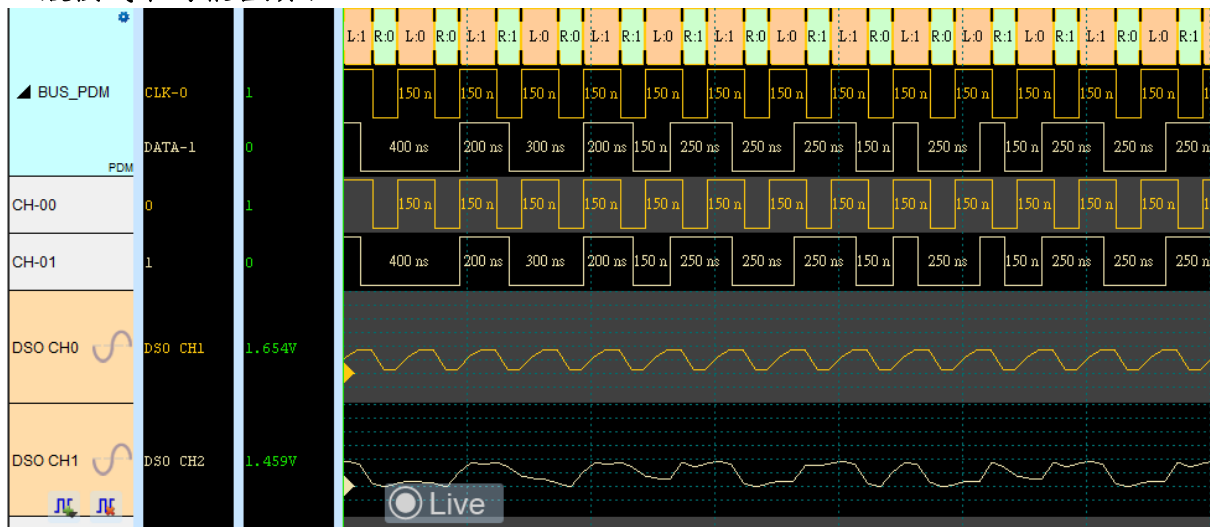 L:1 R:0 L:0 R:0 L:1 R:1 L:0 R:0 L:1 R:1 L:0 R:1 L:1 R:1 L:0 R:1 L:1 R:0 L:1 R:0 L:0 R:1 L:0 R:1 L:1 R:1 L:0 R:1
BUS_PDM CLK-0 1 150 n 150 n 150 n 150 n 150 n 150 n 150 n 150 n 150 n 150 n 150 n 150 n 150 n
DATA-1 0 400 ns 200 ns 300 ns 200 ns 150 n 250 ns 250 ns 250 ns 150 n 250 ns 150 n 250 ns 250 ns 250 n
PDM
CH-00 0 1 150 n 150 n 150 n 150 n 150 n 150 n 150 n 150 n 150 n 150 n 150 n 150 n 150 n
CH-01 1 0 400 ns 200 ns 300 ns 200 ns 150 n 250 ns 250 ns 250 ns 150 n 250 ns 150 n 250 ns 250 ns 250 n
DSO CH0 DSO CH1 1.654V
DSO CH1 DSO CH2 1.459V
Live